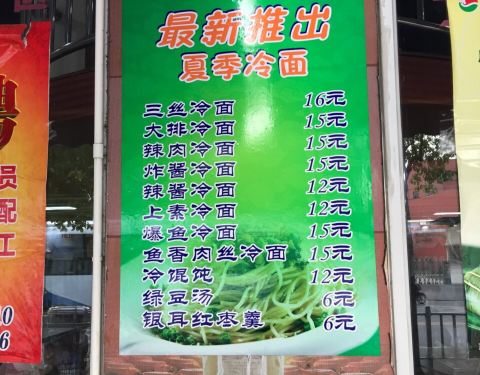 最新推出
夏季冷面
三丝冷面 16元
大排冷面 15元
辣肉冷面 15元
炸酱冷面 15元
辣酱冷面 12元
上素冷面 12元
爆鱼冷面 15元
鱼香肉丝冷面 15元
冷馄饨 12元
绿豆汤 6元
银耳红枣羹 6元
员
配
工